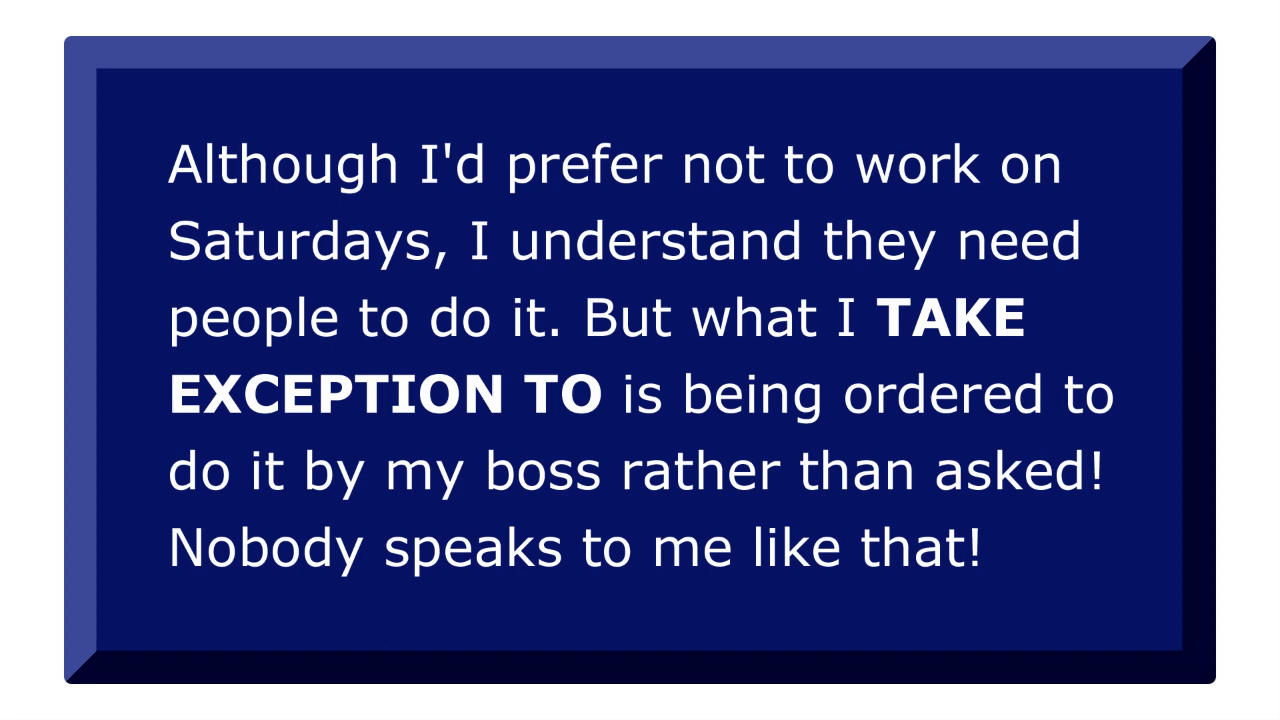 Although I'd prefer not to work on
Saturdays, I understand they need
people to do it. But what I TAKE
EXCEPTION TO is being ordered to
do it by my boss rather than asked!
Nobody speaks to me like that!